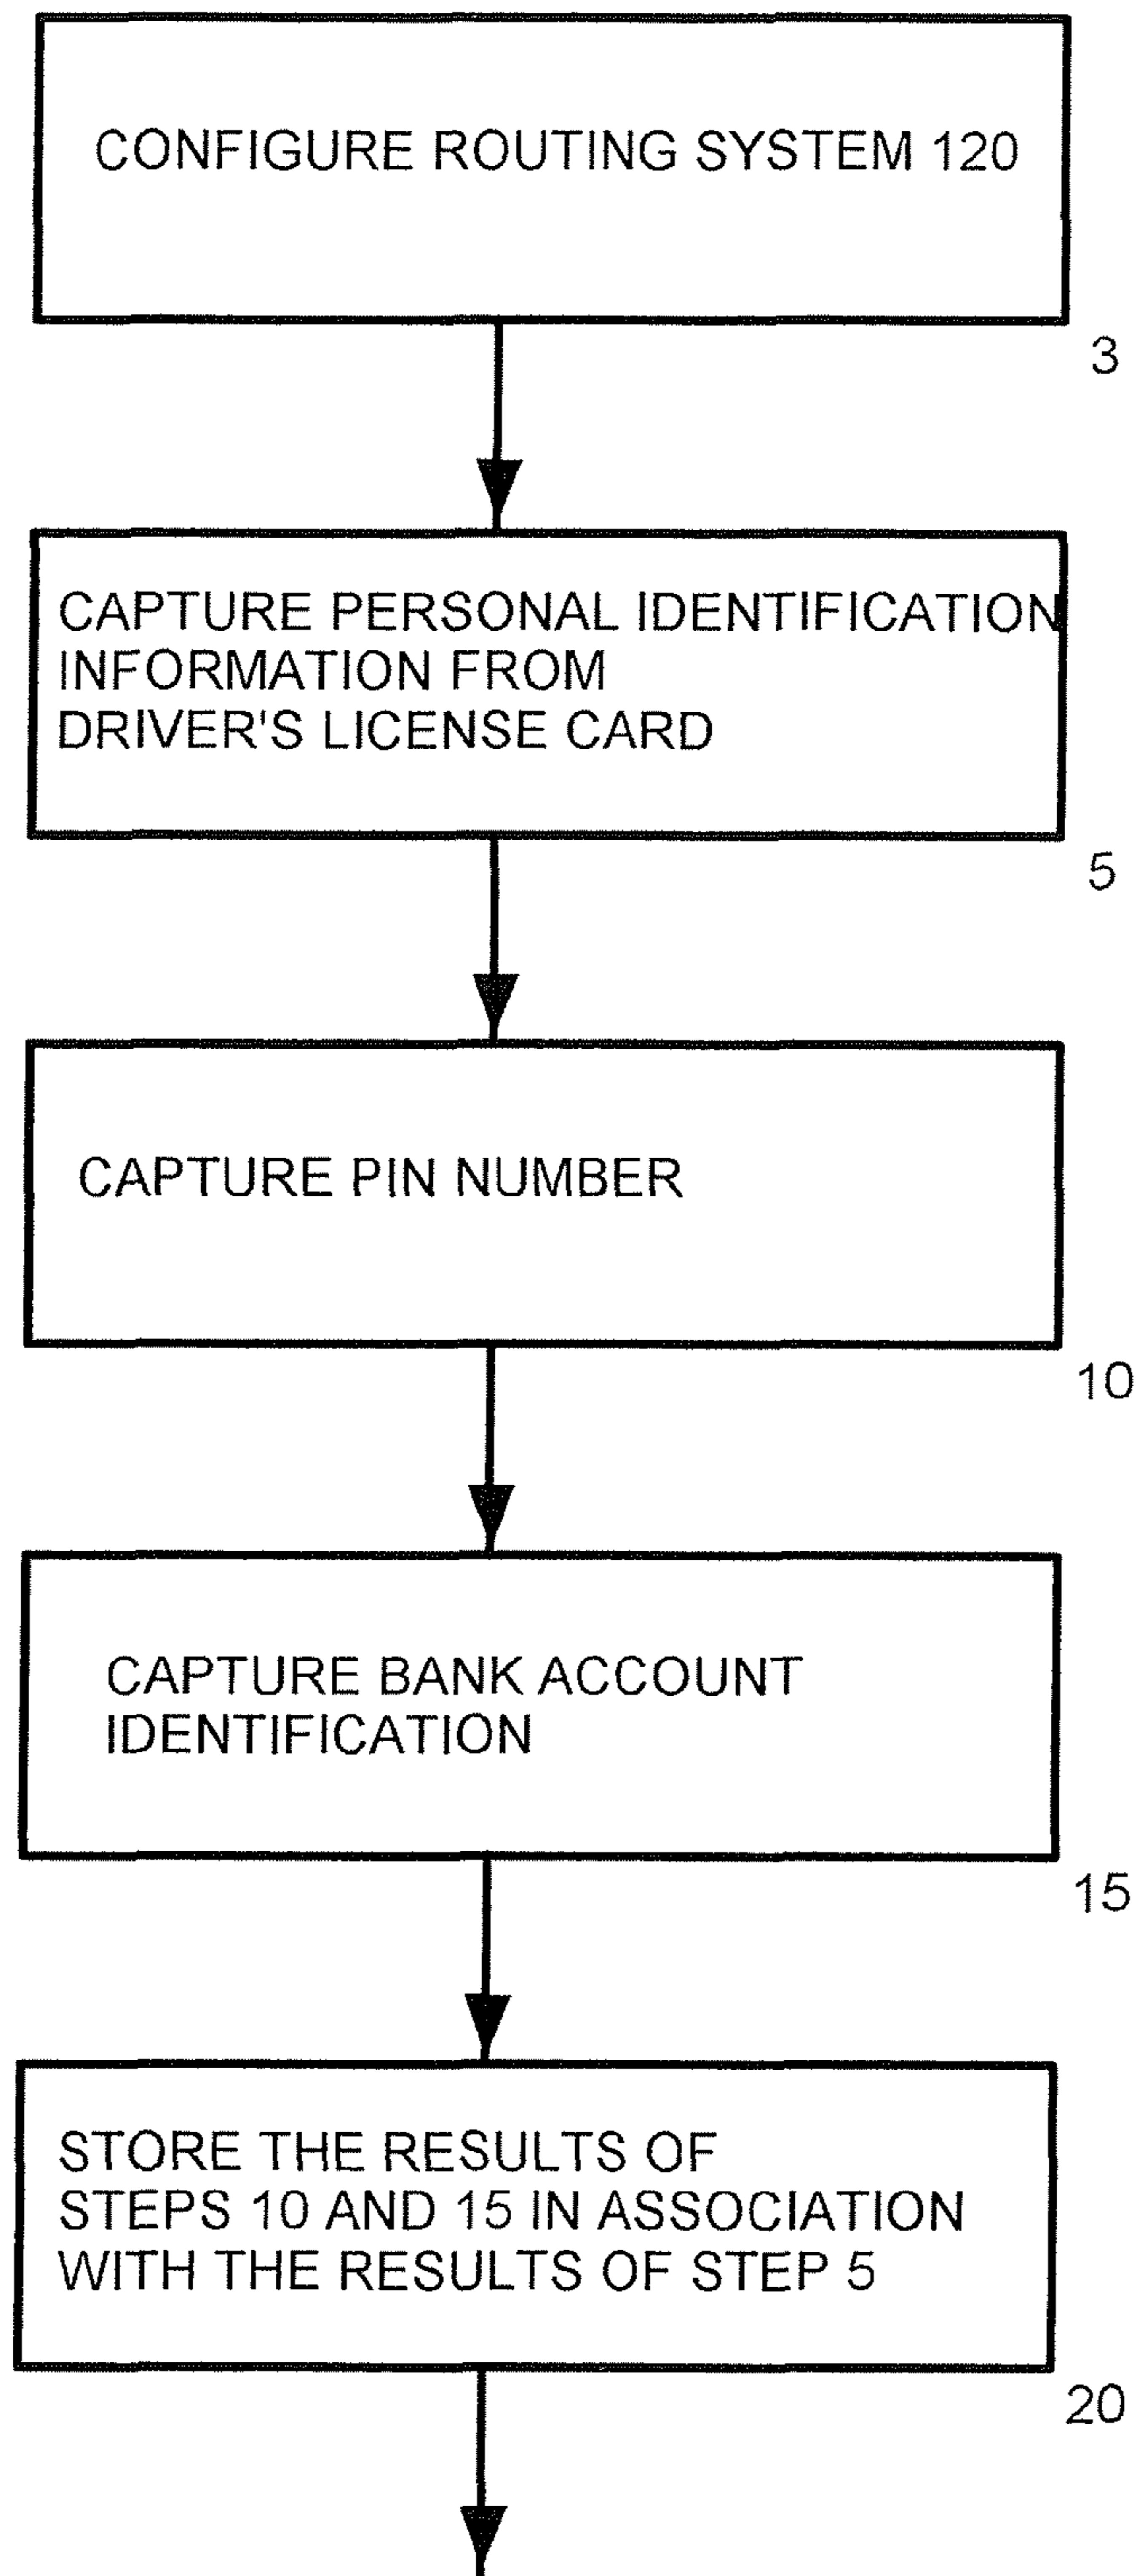 CONFIGURE ROUTING SYSTEM 120
3
CAPTURE PERSONAL IDENTIFICATION
INFORMATION FROM
DRIVER'S LICENSE CARD
5
CAPTURE PIN NUMBER
10
CAPTURE BANK ACCOUNT
IDENTIFICATION
15
STORE THE RESULTS OF
STEPS 10 AND 15 IN ASSOCIATION
WITH THE RESULTS OF STEP 5
20